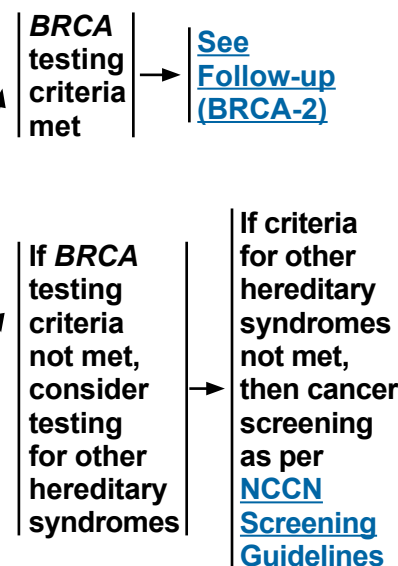 BRCA
testing
criteria
met
See
Follow-up
(BRCA-2)
If BRCA
testing
criteria
not met,
consider
testing
for other
hereditary
syndromes
If criteria
for other
hereditary
syndromes
not met,
then cancer
screening
as per
NCCN
Screening
Guidelines